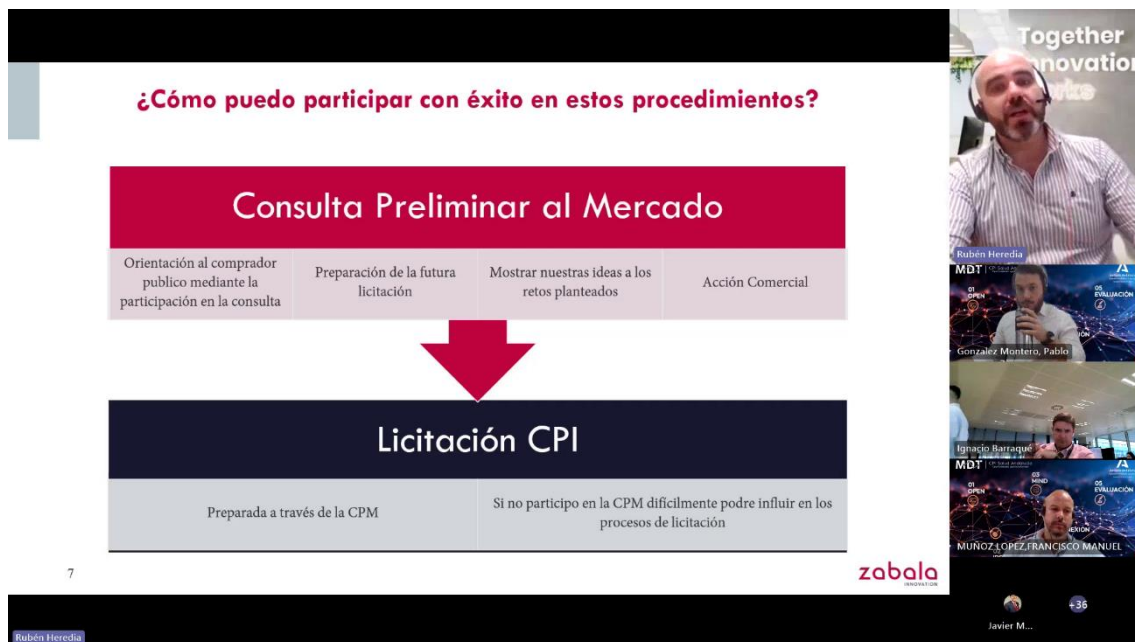 ¿Cómo puedo participar con éxito en estos procedimientos?
Consulta Preliminar al Mercado
Orientación al comprador
publico mediante la
participación en la consulta
Preparación de la futura
licitación
Mostrar nuestras ideas a los
retos planteados
Acción Comercial
Licitación CPI
Preparada a través de la CPM
Si no participo en la CPM difícilmente podre influir en los
procesos de licitación
7
zabala
INNOVATION
Rubén Heredia
Together
Rubén Heredia
MDT
01
OPEN
05
EVALUACIÓN
Gonzalez Montero, Pablo
Ignacio Barraqué
MDT
01
OPEN
03
MIND
05
EVALUACIÓN
MUÑOZ LOPEZ,FRANCISCO MANUEL
Javier M...
+36